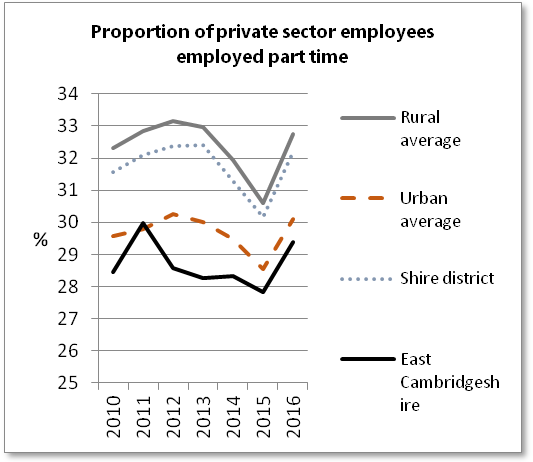 Proportion of private sector employees
employed part time
34
33
32
31
30
29
28
27
26
25
%
2010
2011
2012
2013
2014
2015
2016
Rural
average
Urban
average
Shire district
East
Cambridgesh
ire